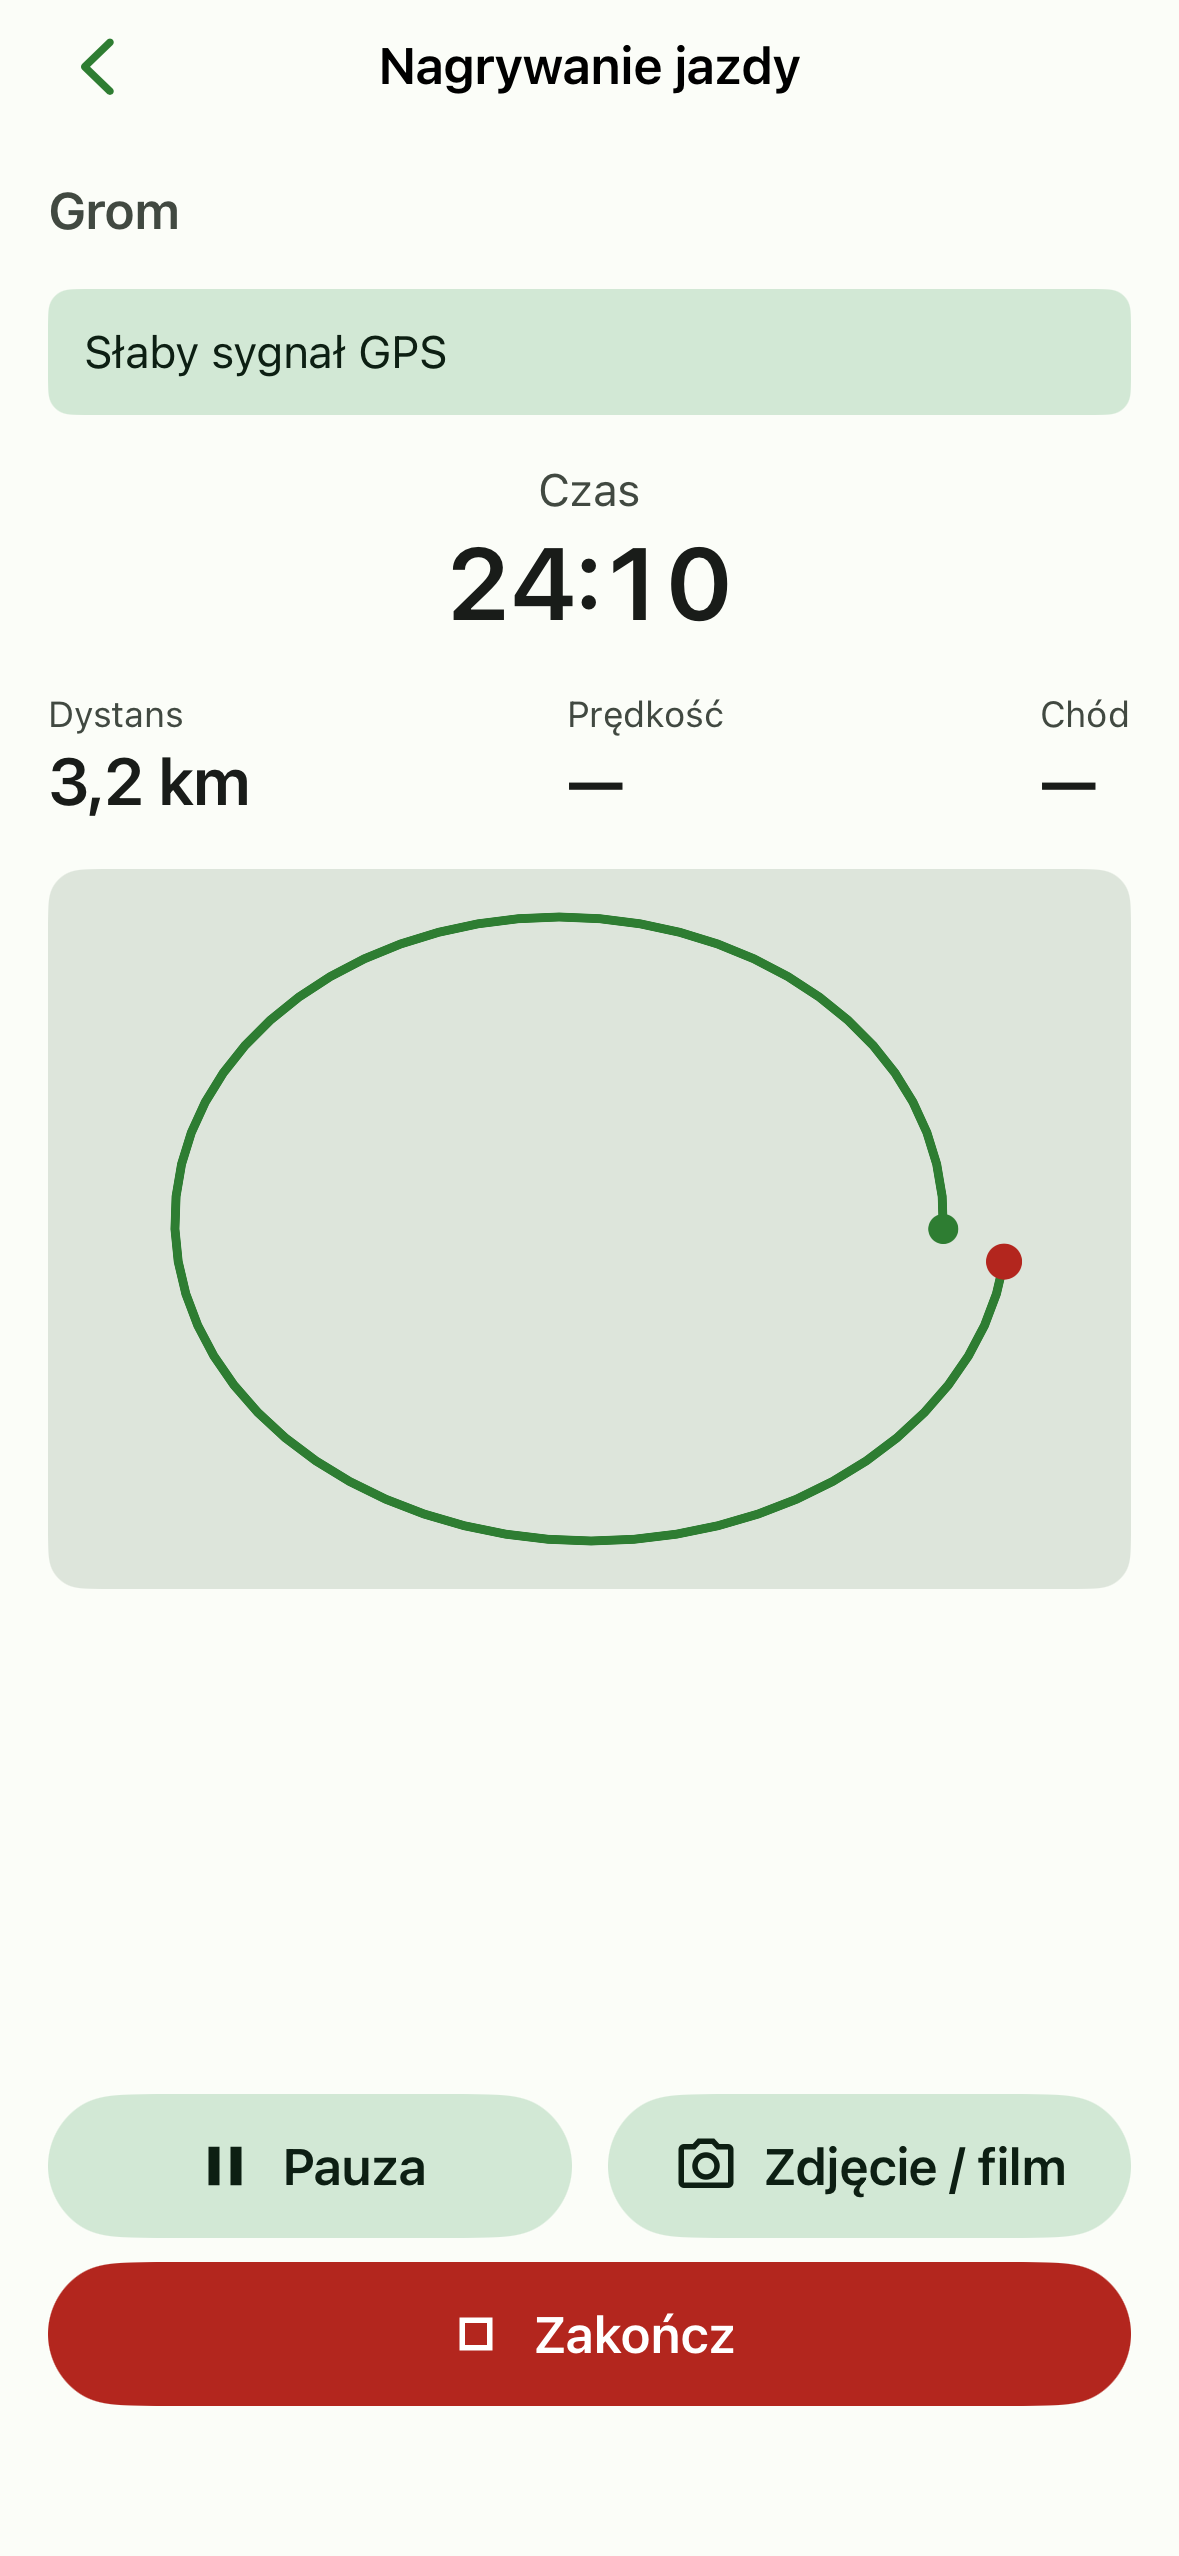 Nagrywanie jazdy
Grom
Słaby sygnał GPS
Czas
24:10
Dystans Prędkość Chód
3,2 km — —
Pauza Zdjęcie / film
Zakończ